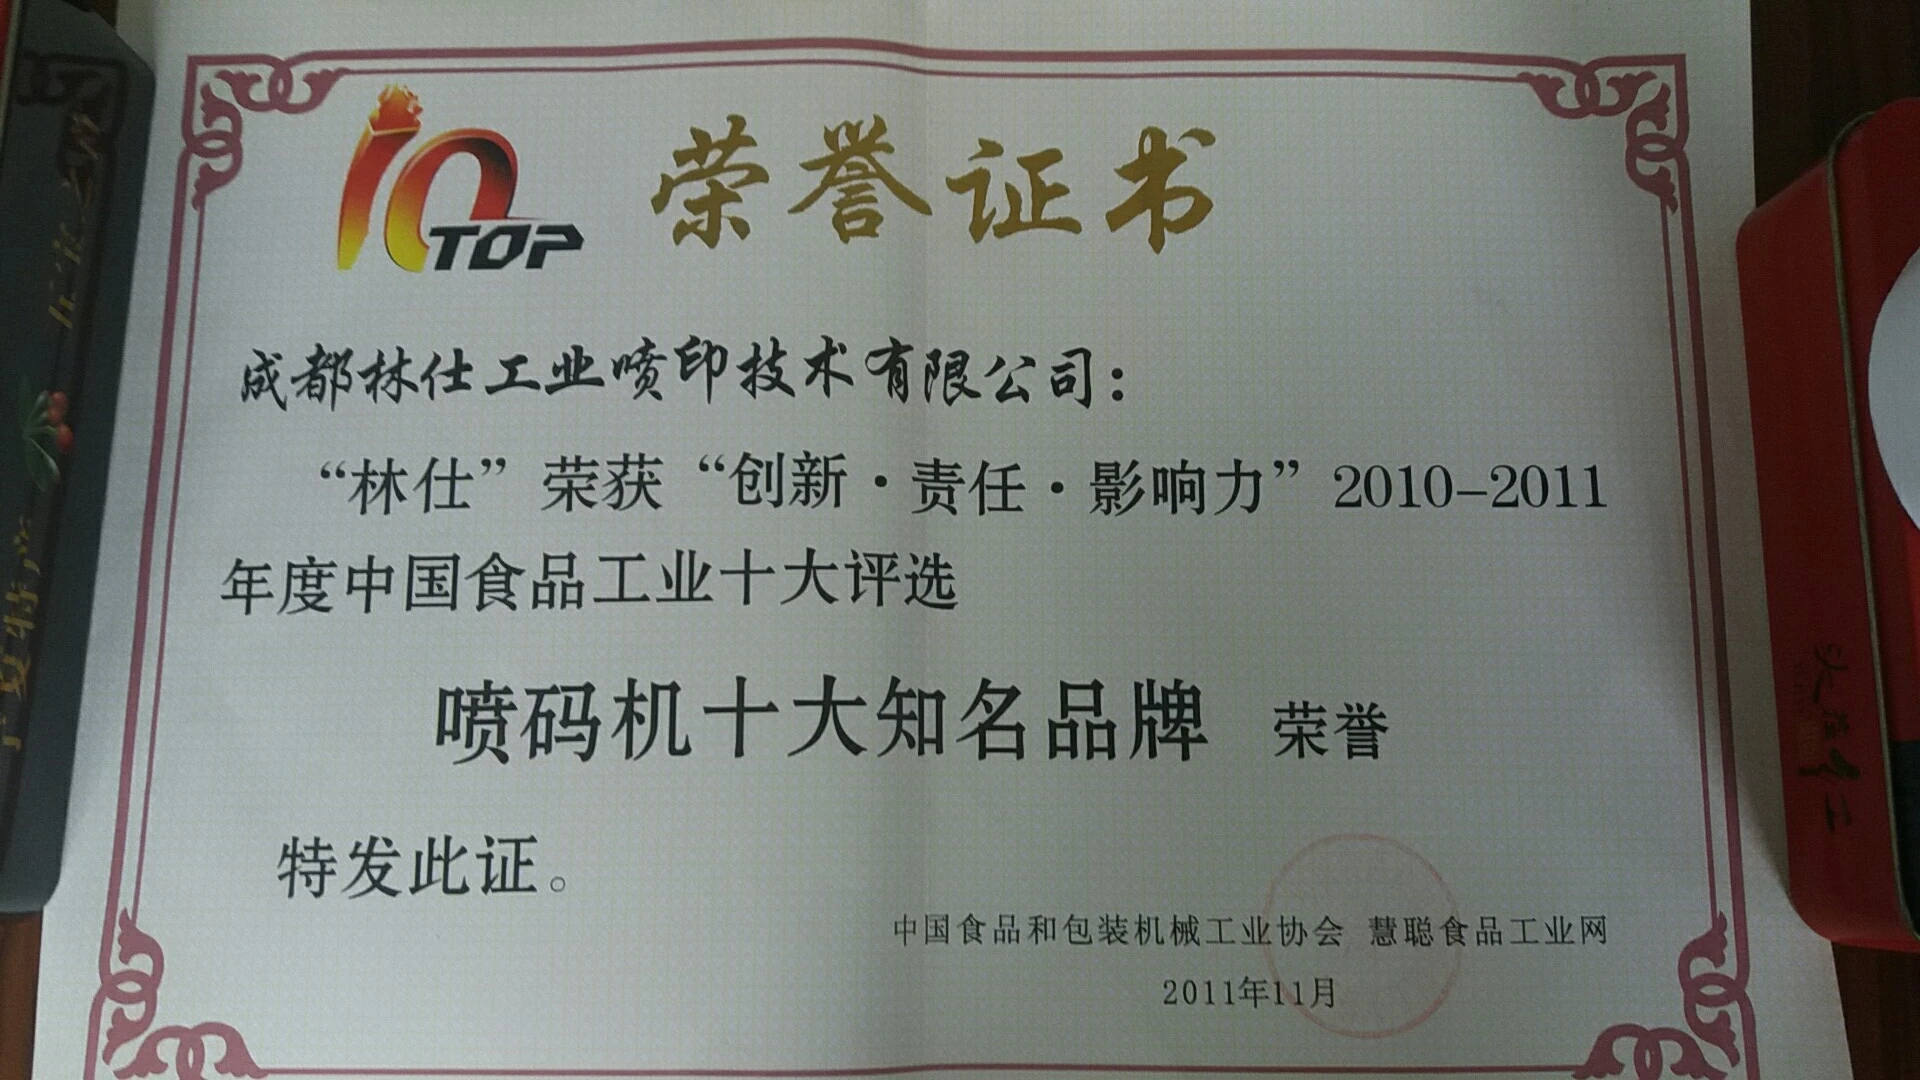 10 TOP
荣誉证书
成都林仕工业喷印技术有限公司：
“林仕”荣获“创新·责任·影响力”2010-2011
年度中国食品工业十大评选
喷码机十大知名品牌 荣誉
特发此证。
中国食品和包装机械工业协会 慧聪食品工业网
2011年11月